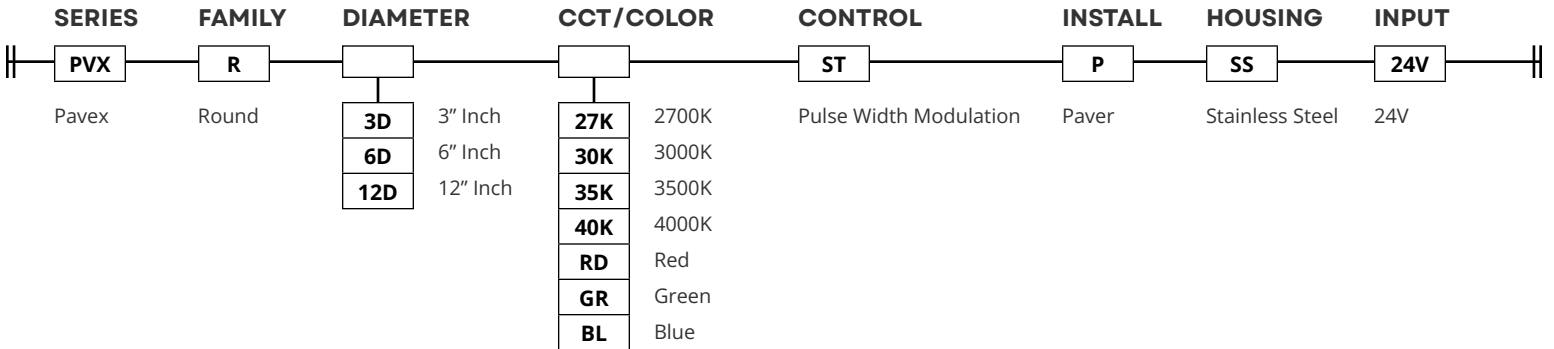 SERIES FAMILY DIAMETER CCT/COLOR CONTROL INSTALL HOUSING INPUT
PVX R ST P SS 24V
Pavex Round 3D 3” Inch 27K 2700K Pulse Width Modulation Paver Stainless Steel 24V
6D 6” Inch 30K 3000K
12D 12” Inch 35K 3500K
40K 4000K
RD Red
GR Green
BL Blue